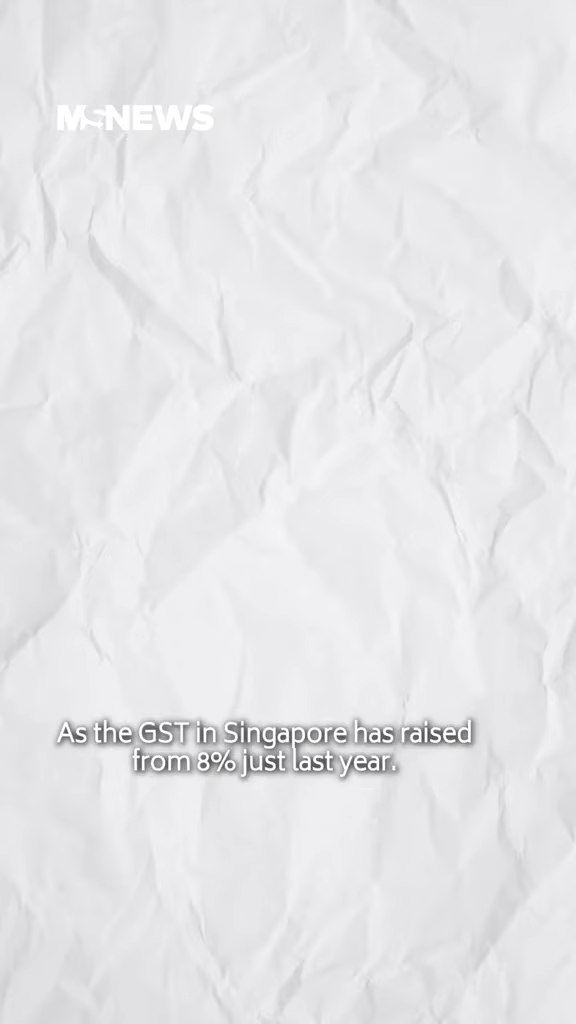 MSNEWS
As the GST in Singapore has raised
from 8% just last year.